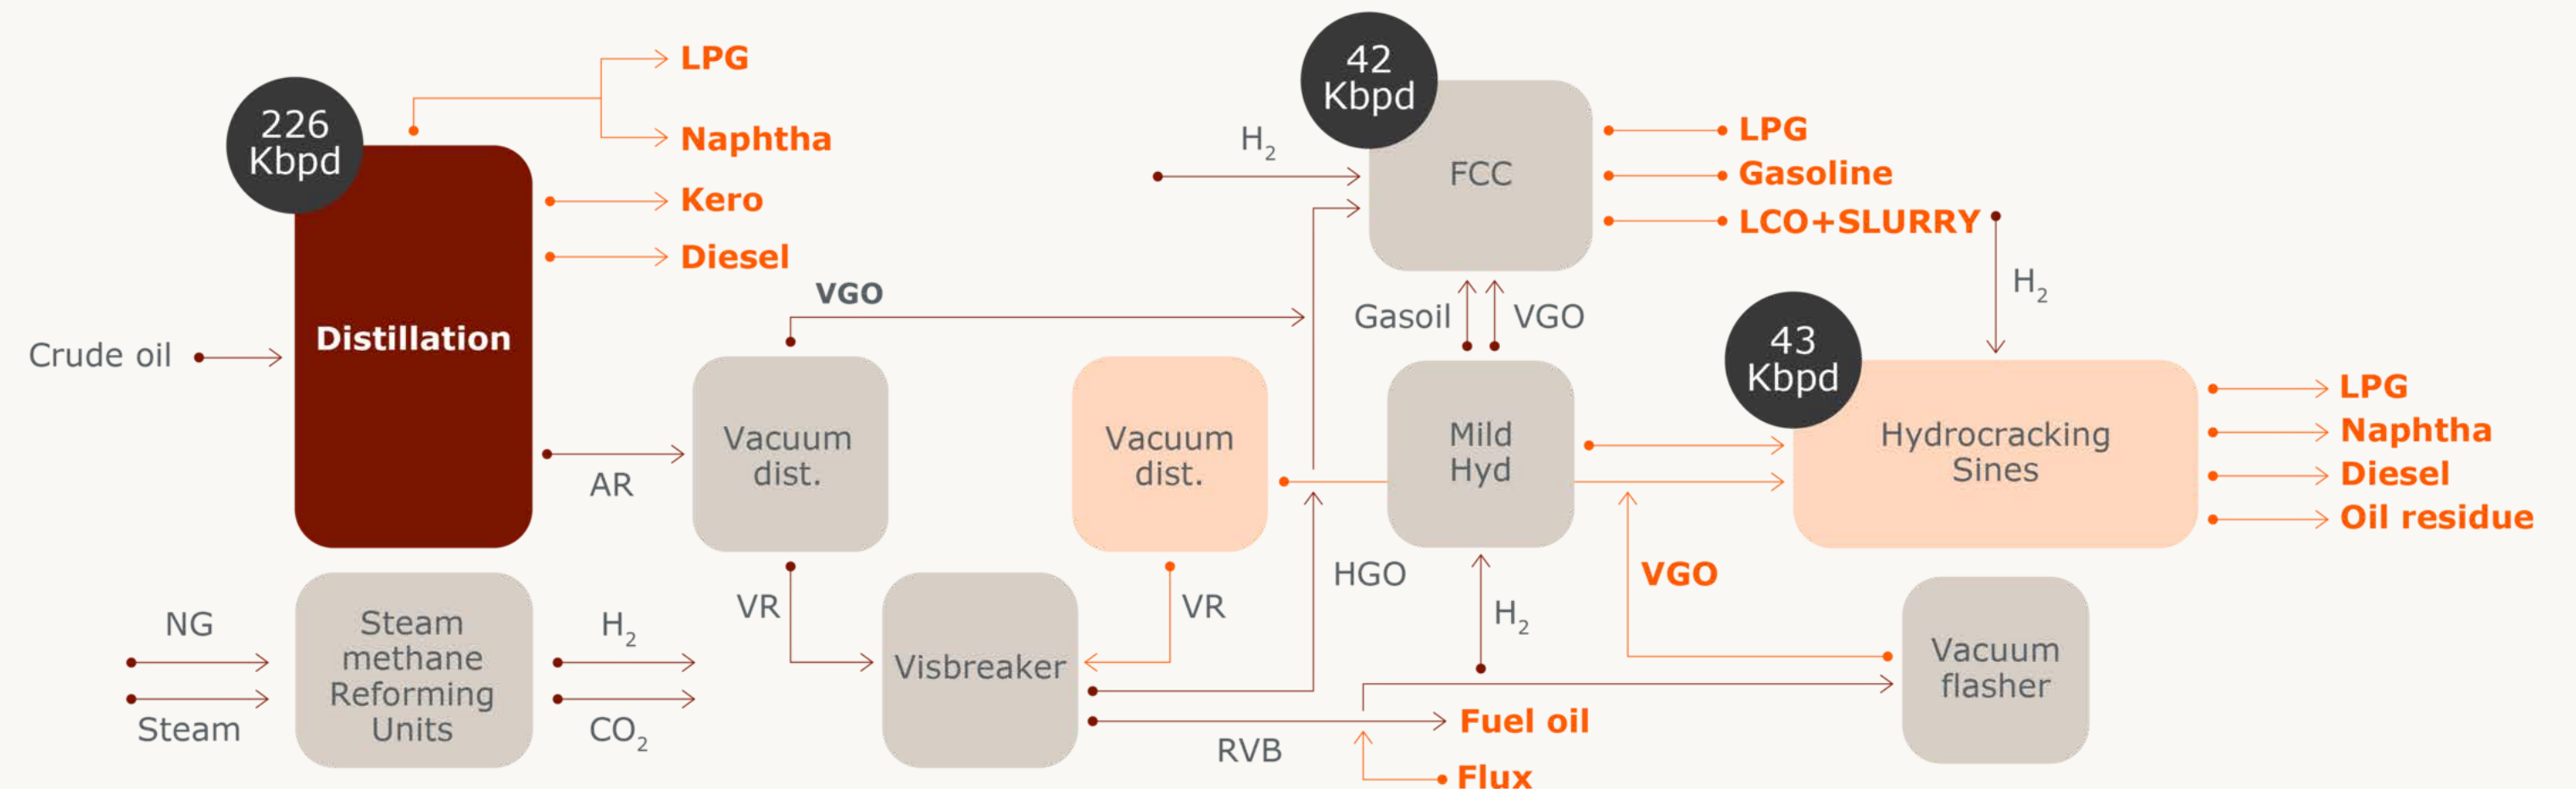 226
Kbpd
LPG
Naphtha
Kero
Diesel
Distillation
Crude oil
AR
NG
Steam
Steam
methane
Reforming
Units
H₂
CO₂
VGO
Vacuum
dist.
VR
Visbreaker
Vacuum
dist.
VR
HGO
RVB
Fuel oil
Flux
H₂
42
Kbpd
FCC
LPG
Gasoline
LCO+SLURRY
Gasoil
VGO
Mild
Hyd
H₂
H₂
43
Kbpd
Hydrocracking
Sines
LPG
Naphtha
Diesel
Oil residue
VGO
Vacuum
flasher